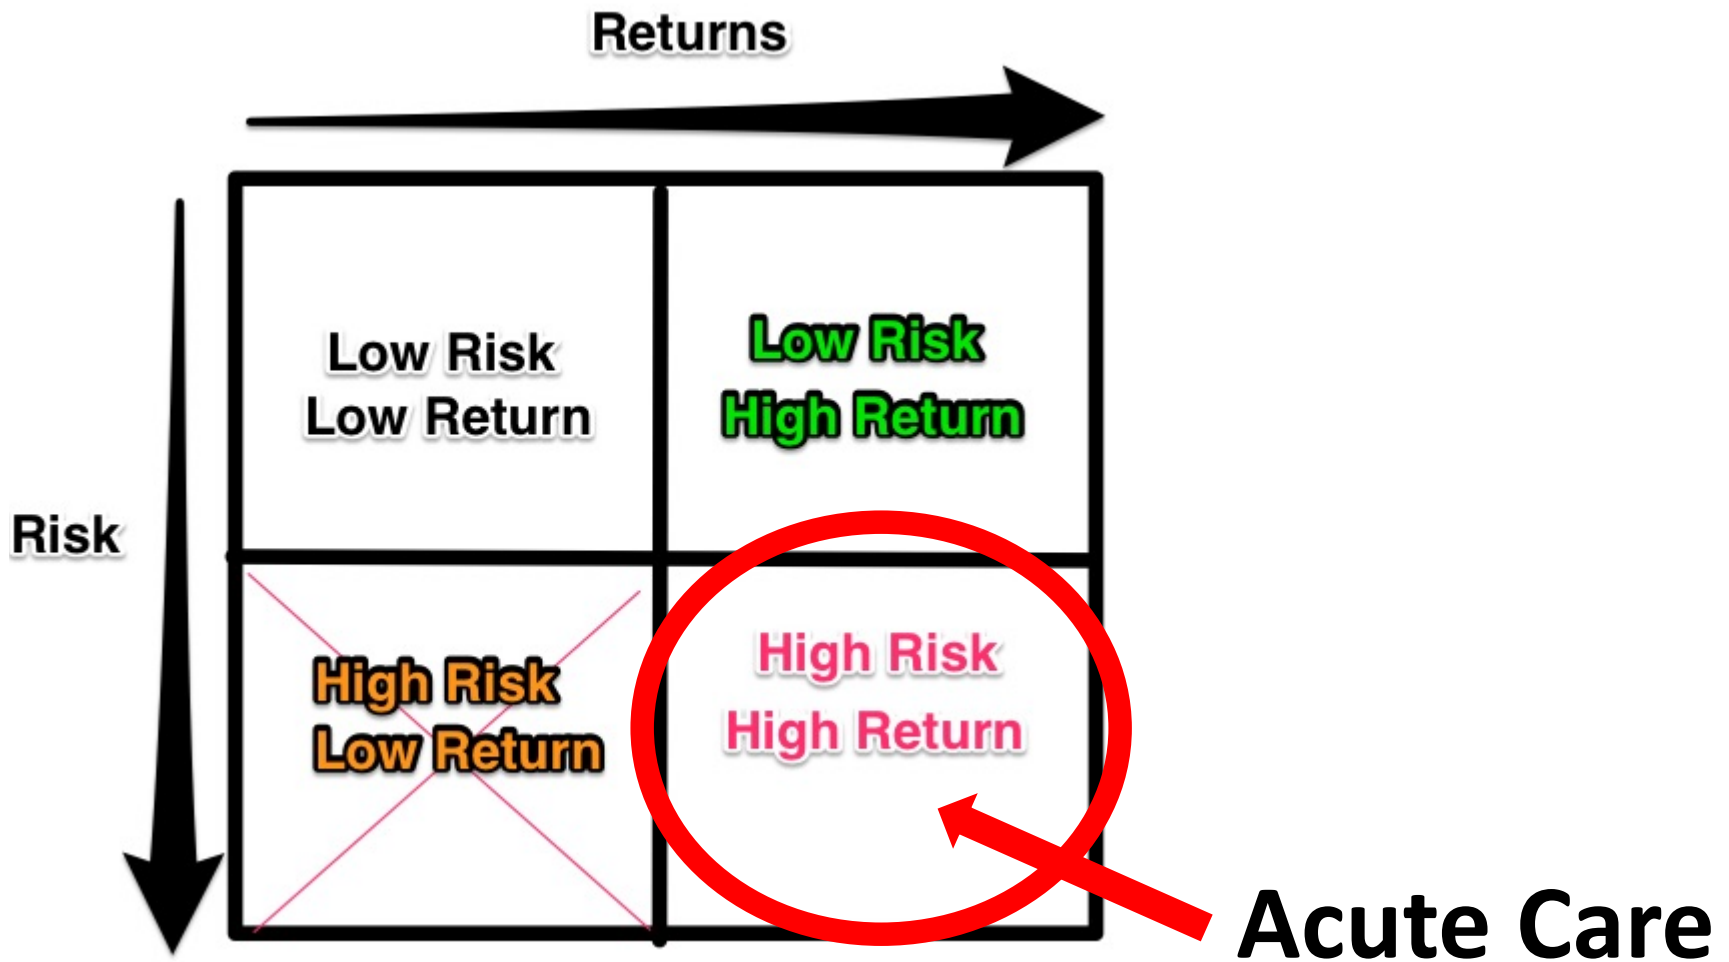 Returns
Low Risk
Low Return
Low Risk
High Return
Risk
High Risk
Low Return
High Risk
High Return
Acute Care